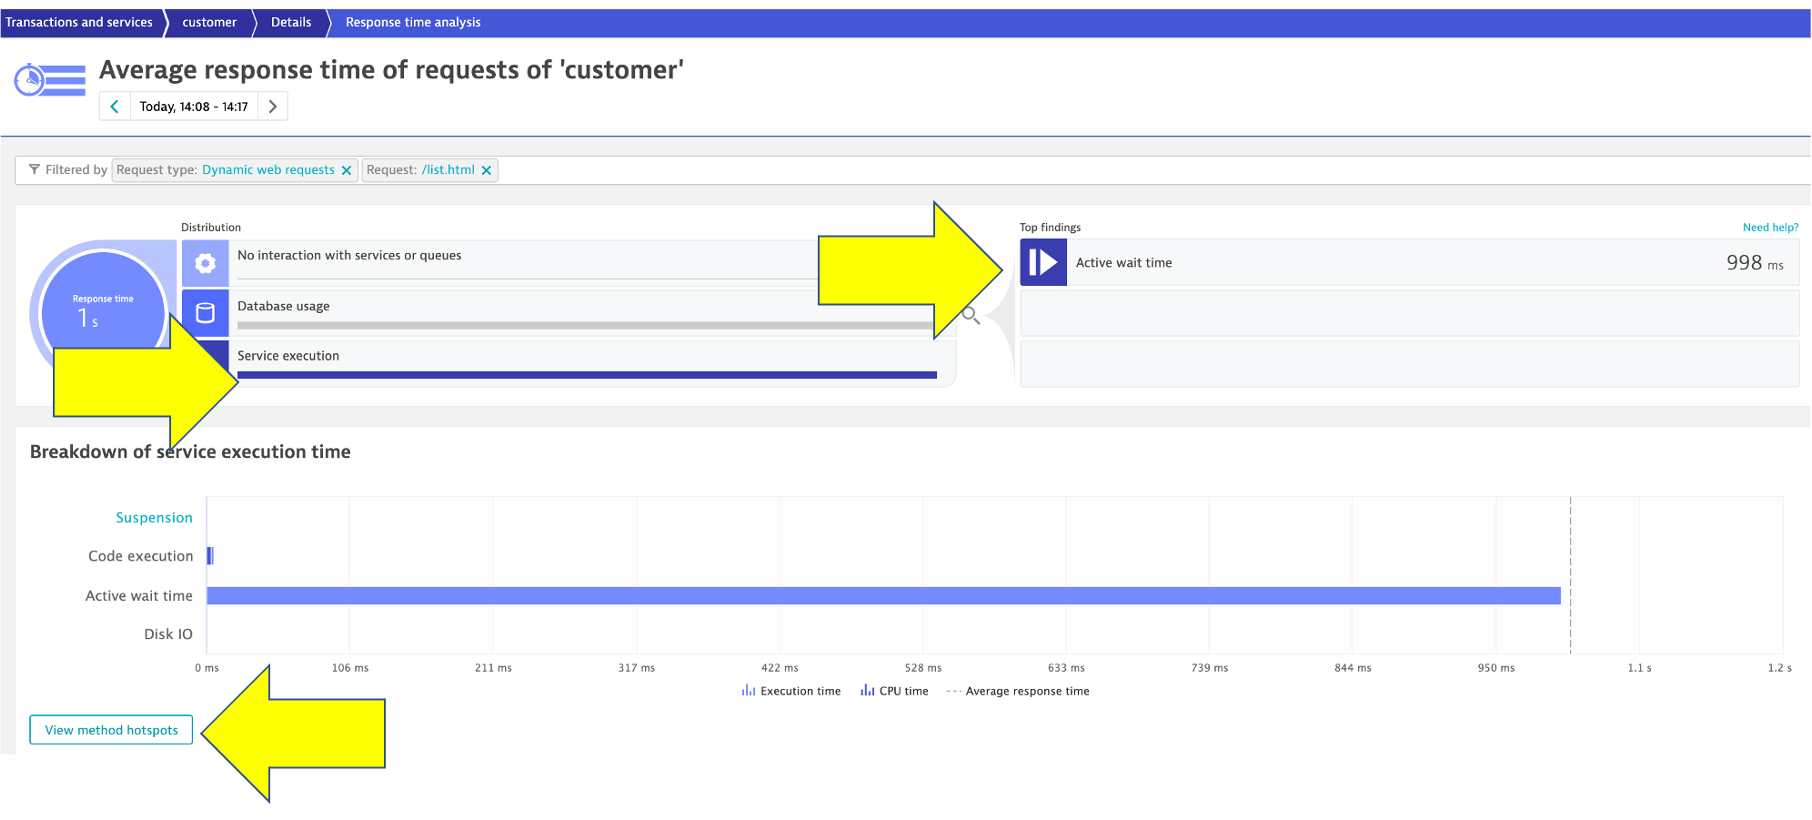 Transactions and services customer Details Response time analysis
Average response time of requests of 'customer'
Today, 14:08 - 14:17
Filtered by Request type: Dynamic web requests Request: /list.html
Distribution
Response time
1 s
No interaction with services or queues
Database usage
Service execution
Top findings Need help?
Active wait time 998 ms
Breakdown of service execution time
Suspension
Code execution
Active wait time
Disk IO
0 ms 106 ms 211 ms 317 ms 422 ms 528 ms 633 ms 739 ms 844 ms 950 ms 1.1 s 1.2 s
Execution time CPU time Average response time
View method hotspots